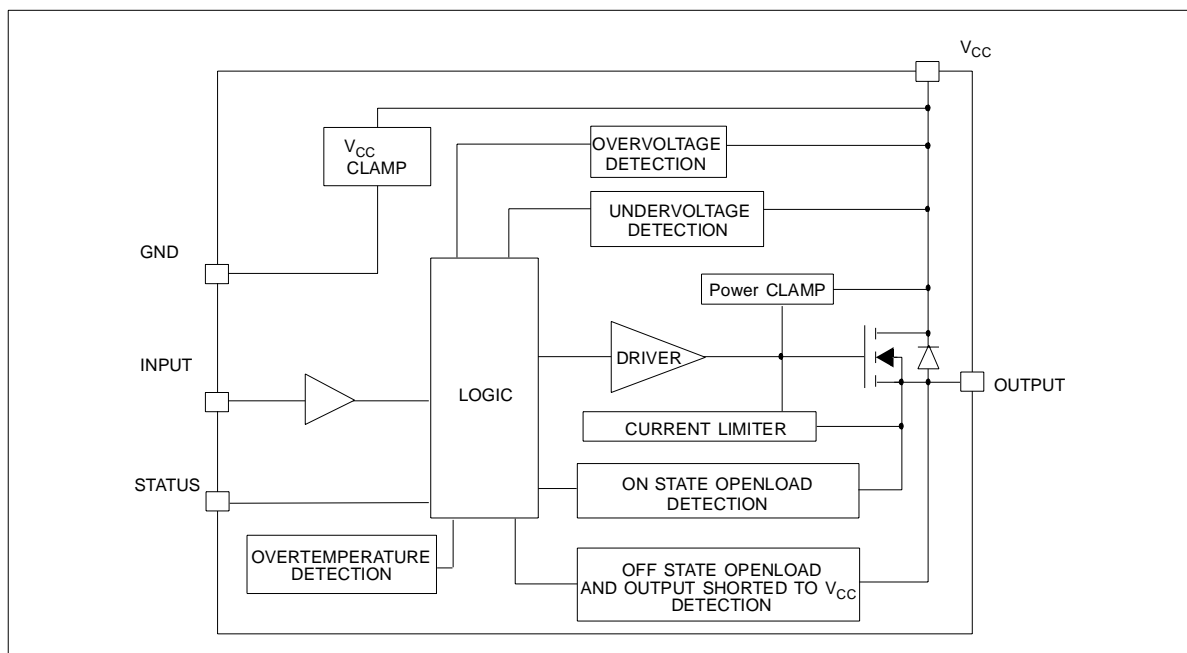 VCC
VCC
CLAMP
OVERVOLTAGE
DETECTION
UNDERVOLTAGE
DETECTION
GND
Power CLAMP
INPUT
LOGIC
DRIVER
OUTPUT
CURRENT LIMITER
STATUS
ON STATE OPENLOAD
DETECTION
OVERTEMPERATURE
DETECTION
OFF STATE OPENLOAD
AND OUTPUT SHORTED TO VCC
DETECTION